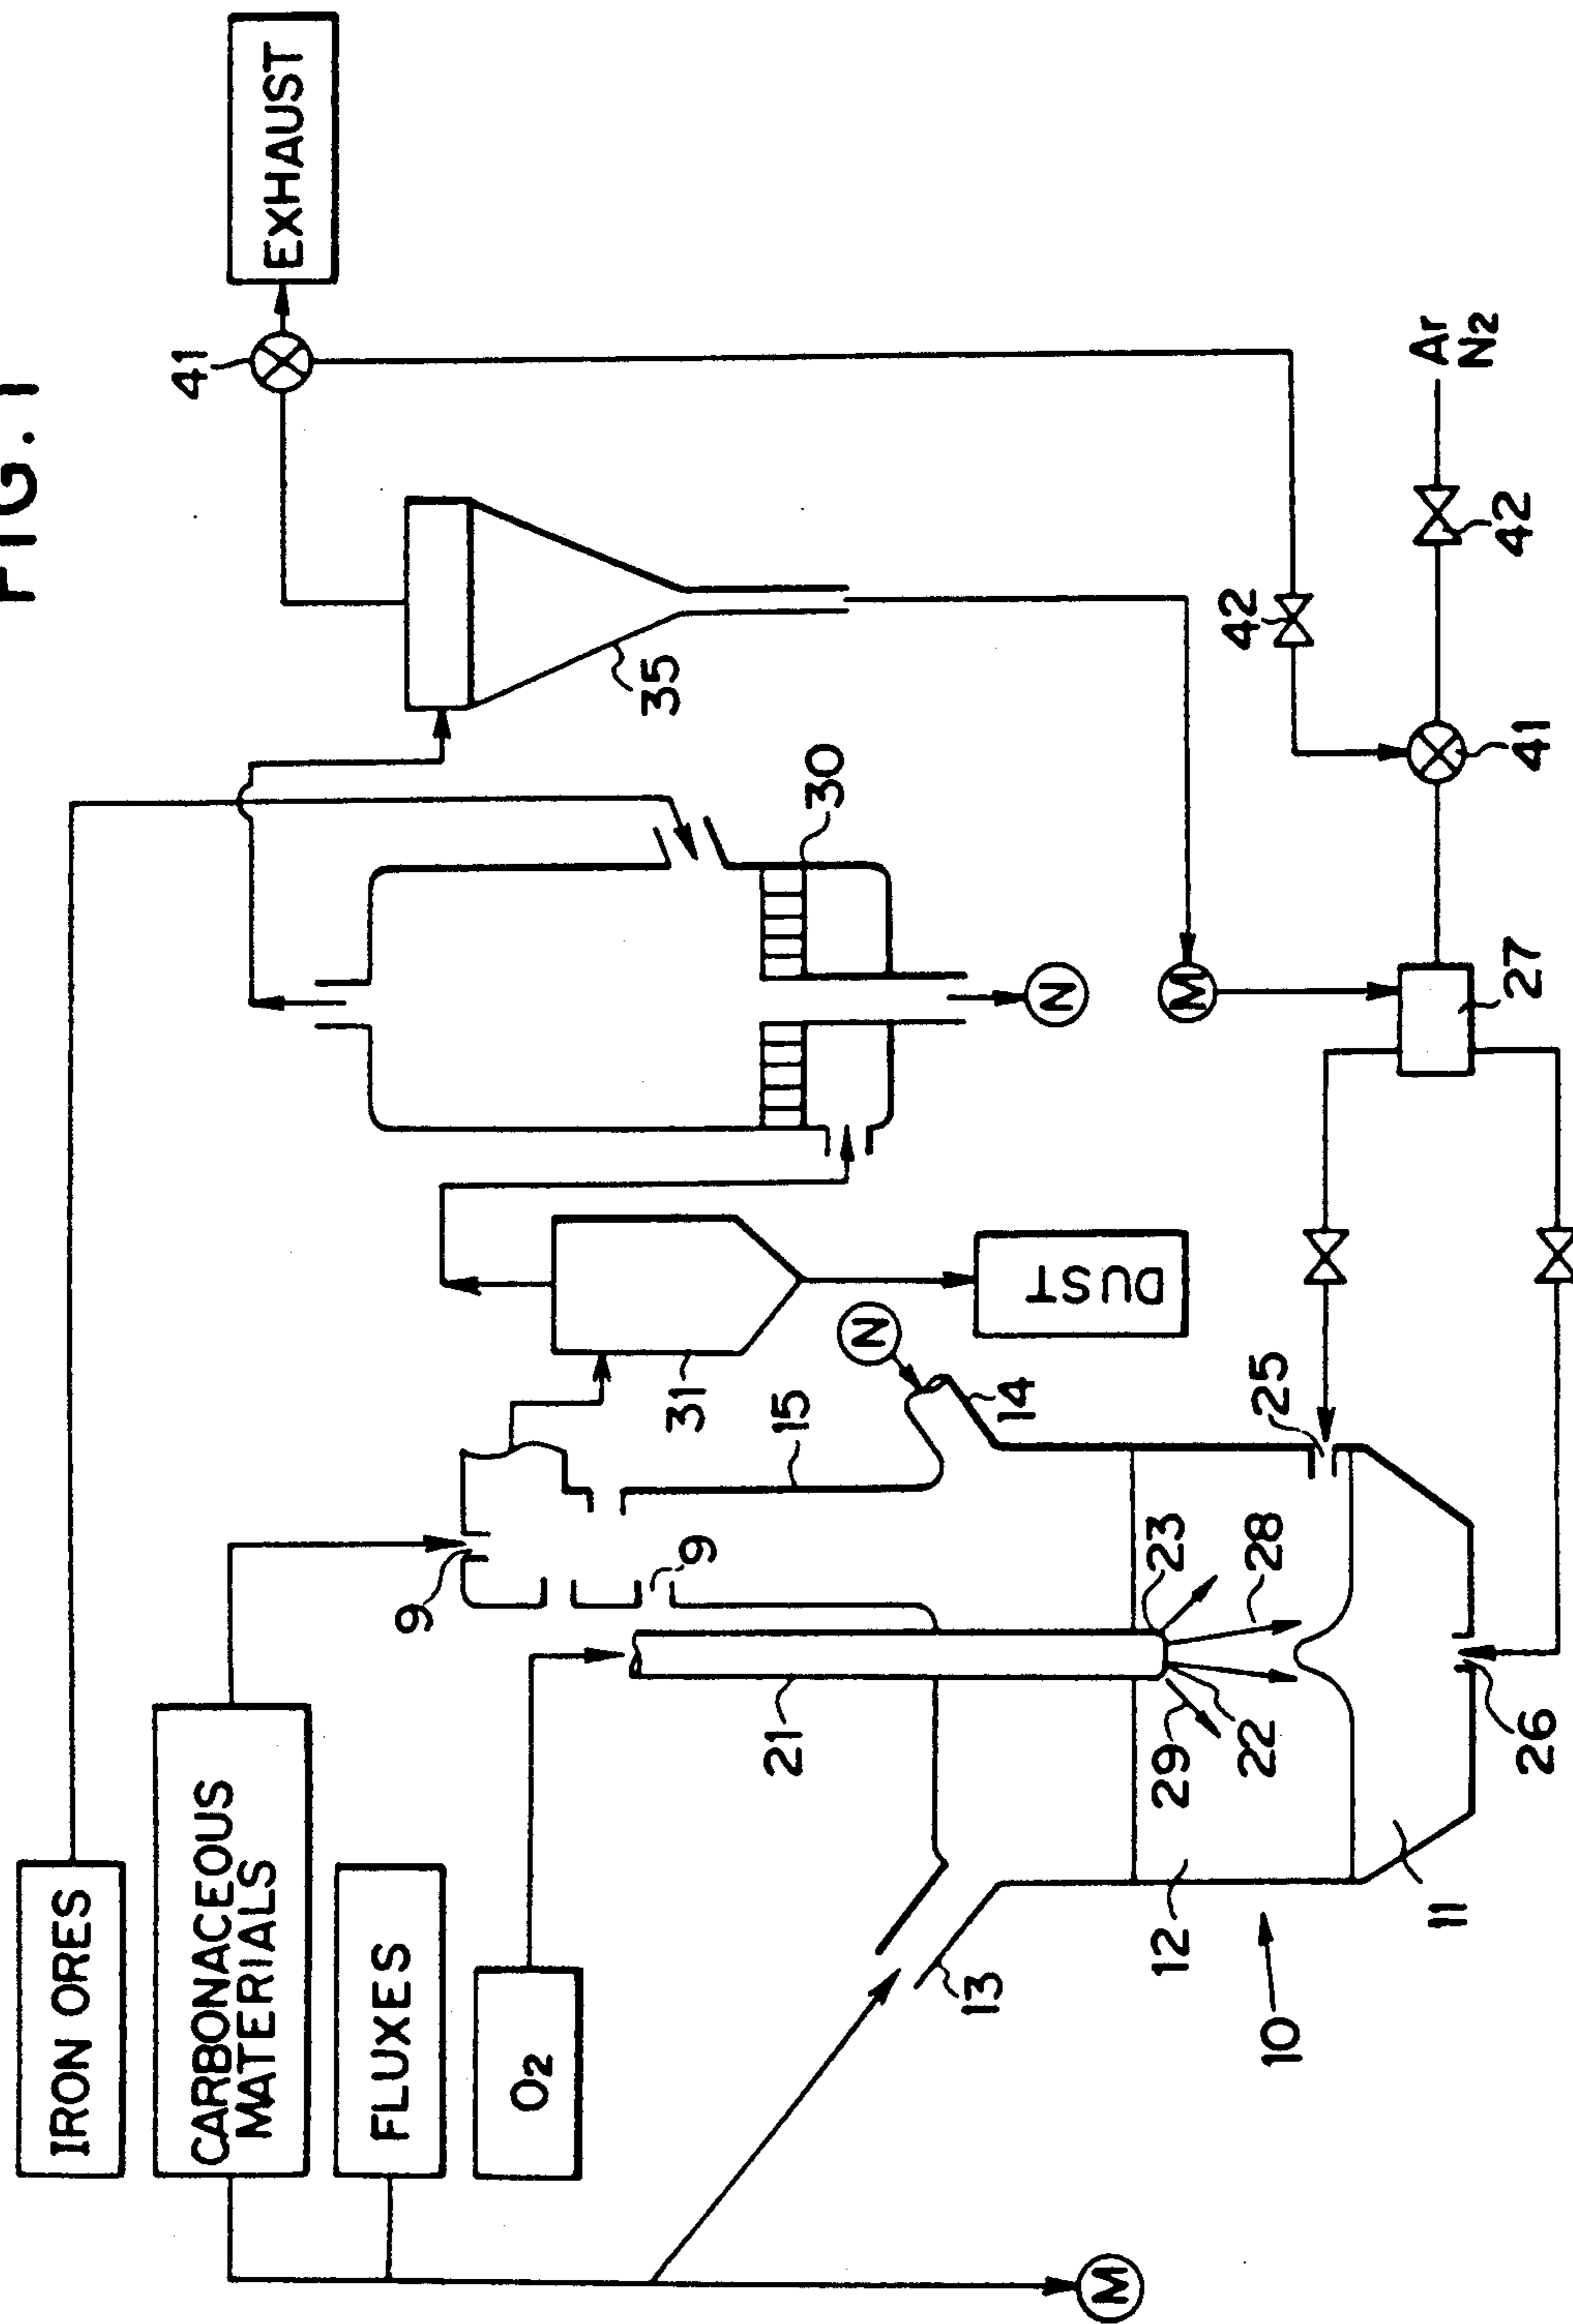 FIG. 1
IRON ORES
CARBONACEOUS
MATERIALS
FLUXES
O2
EXHAUST
41
9
9
31
15
N
14
DUST
35
30
N
M
42
42
Ar
N2
41
27
21
13
12
10
11
29
22
23
28
25
26
M